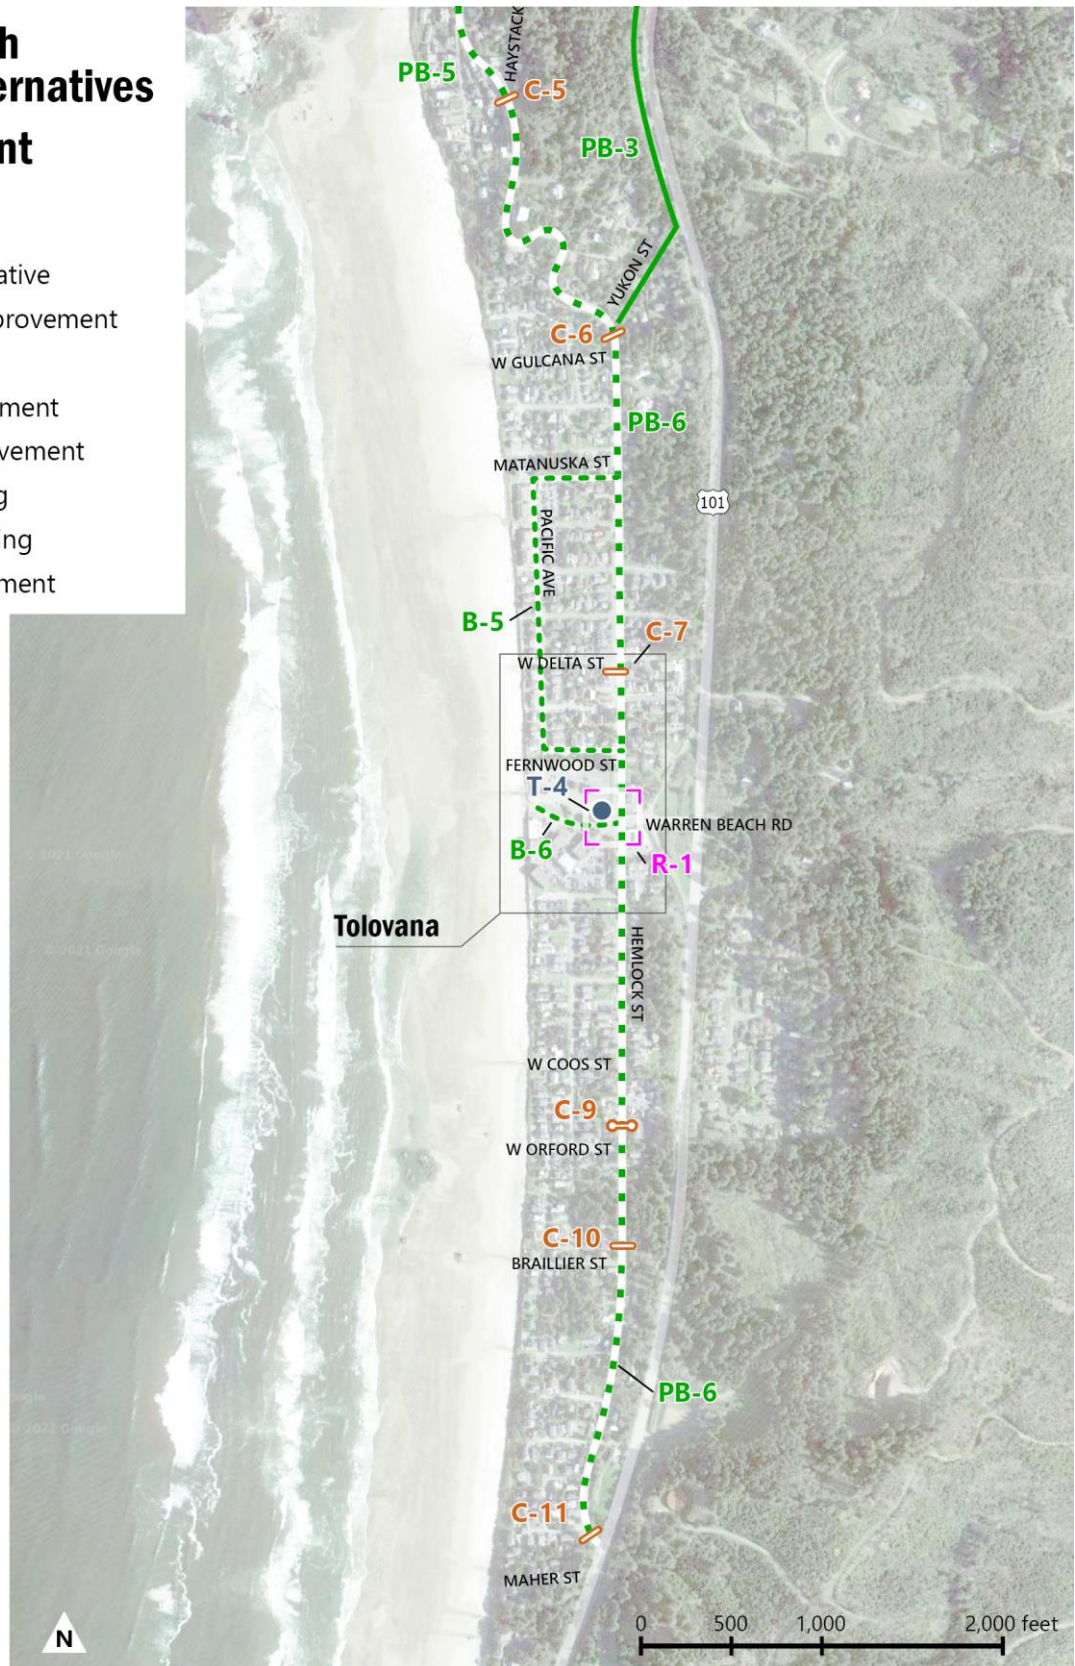 h
ernatives
nt
ative
provement
ment
vement
g
ing
ment
HAYSTACK
PB-5
C-5
PB-3
YUKON ST
C-6
W GULCANA ST
PB-6
MATANUSKA ST
101
PACIFIC AVE
B-5
C-7
W DELTA ST
FERNWOOD ST
T-4
WARREN BEACH RD
B-6
R-1
Tolovana
HEMLOCK ST
© 2021 Google
W COOS ST
C-9
W ORFORD ST
C-10
BRAILLIER ST
PB-6
C-11
MAHER ST
N
0 500 1,000 2,000 feet